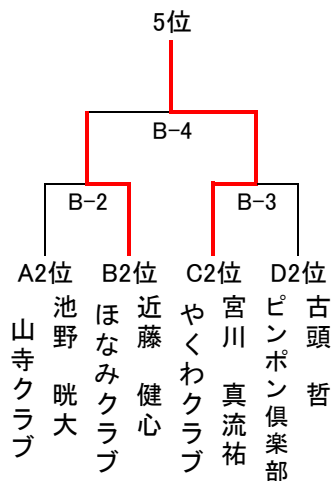 5位
B-4
B-2
B-3
A2位
B2位
C2位
D2位
池野 晄大
山寺クラブ
近藤 健心
ほなみクラブ
宮川 真流祐
やくわクラブ
古頭 哲
ピンポン倶楽部